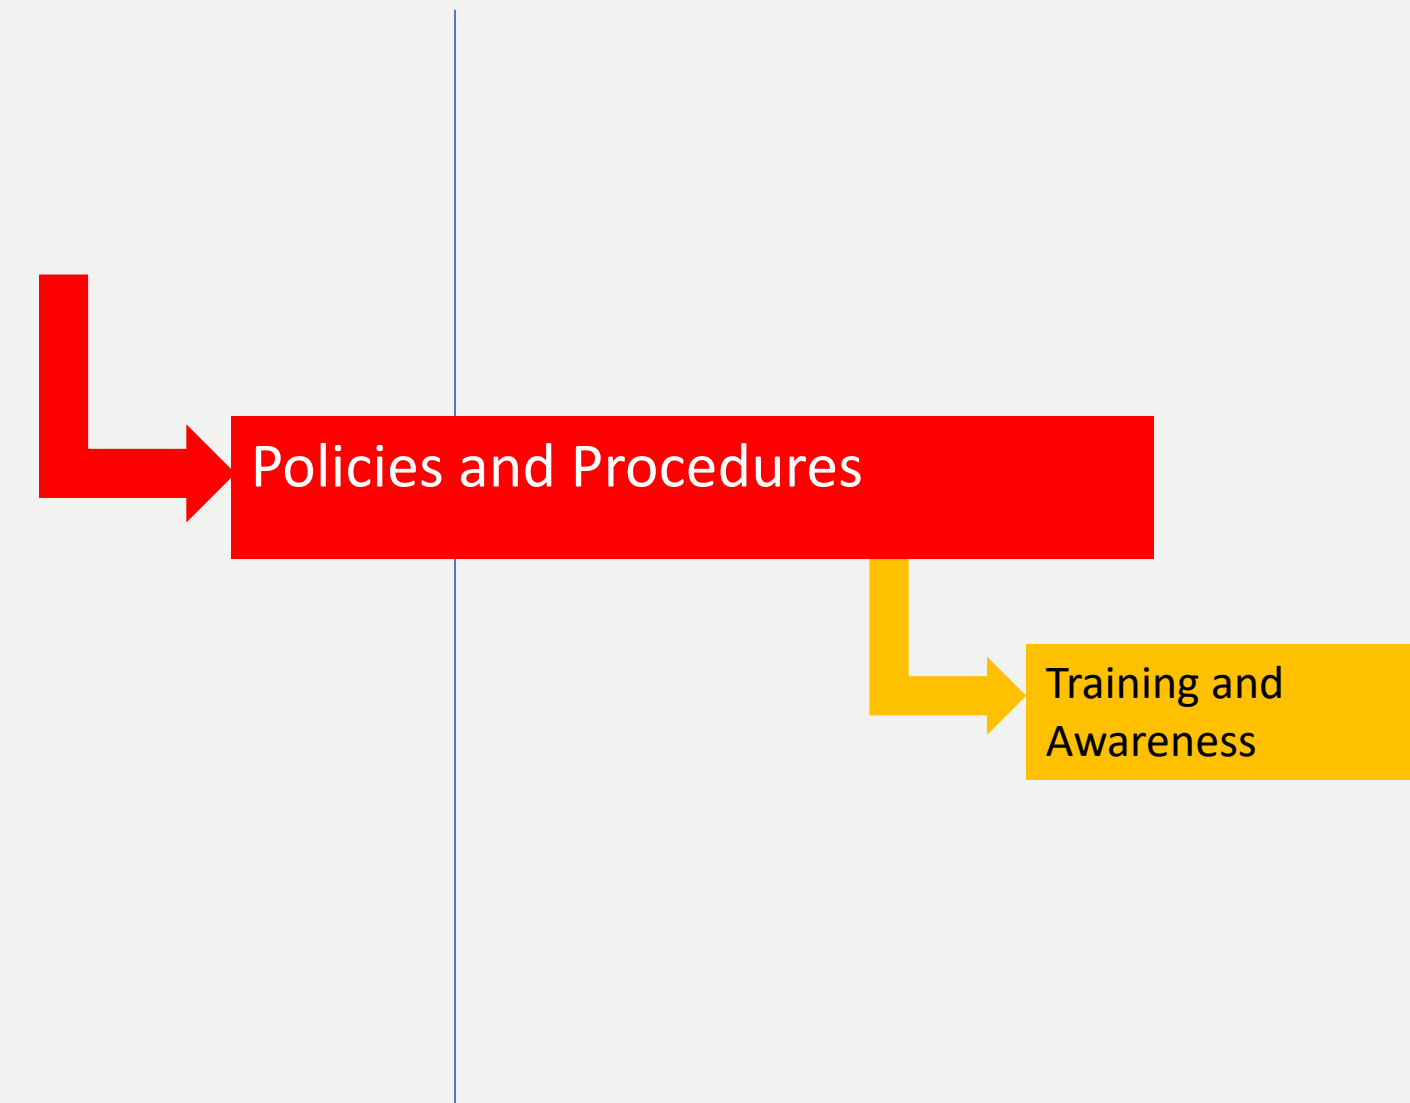 Policies and Procedures
Training and
Awareness